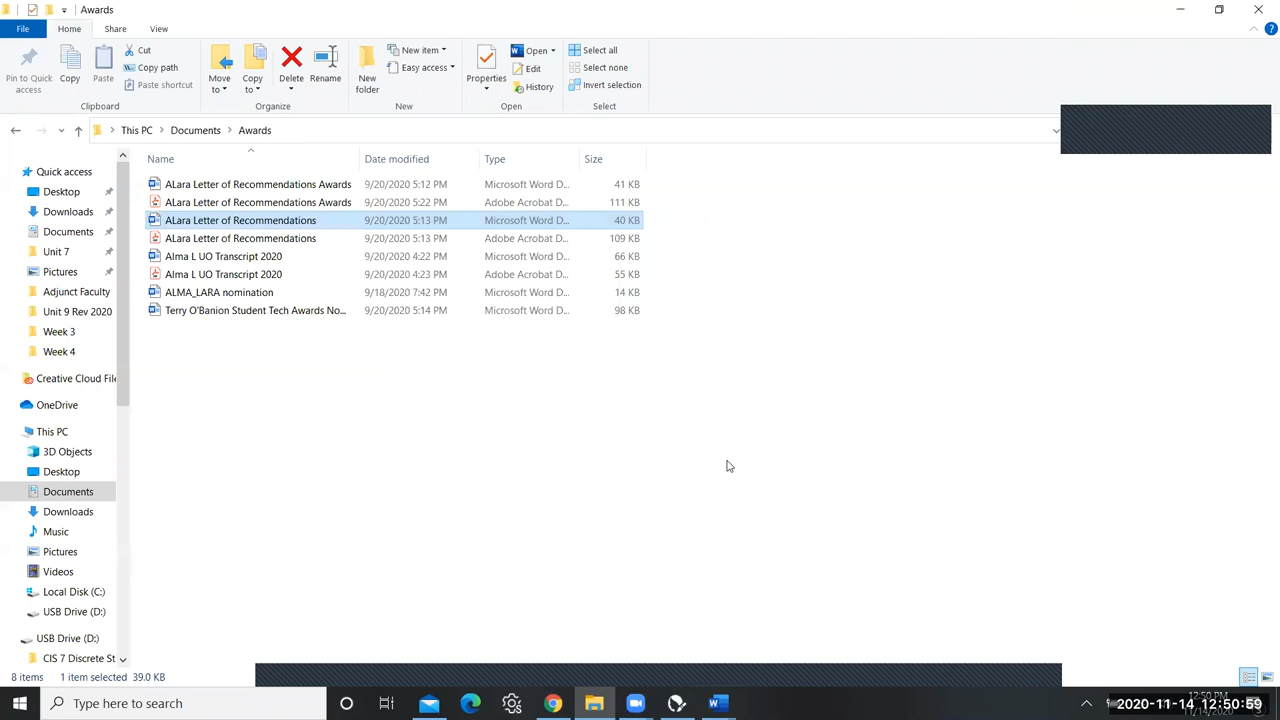 Awards
File Home Share View
Pin to Quick access
Copy
Paste
Cut
Copy path
Paste shortcut
Clipboard
Move to
Copy to
Delete
Rename
Organize
New folder
New item
Easy access
New
Properties
Open
Edit
History
Open
Select all
Select none
Invert selection
Select
This PC > Documents > Awards
Name Date modified Type Size
ALara Letter of Recommendations Awards 9/20/2020 5:12 PM Microsoft Word D... 41 KB
ALara Letter of Recommendations Awards 9/20/2020 5:22 PM Adobe Acrobat D... 111 KB
ALara Letter of Recommendations 9/20/2020 5:13 PM Microsoft Word D... 40 KB
ALara Letter of Recommendations 9/20/2020 5:13 PM Adobe Acrobat D... 109 KB
Alma L UO Transcript 2020 9/20/2020 4:22 PM Microsoft Word D... 66 KB
Alma L UO Transcript 2020 9/20/2020 4:23 PM Adobe Acrobat D... 55 KB
ALMA_LARA nomination 9/18/2020 7:42 PM Microsoft Word D... 14 KB
Terry O'Banion Student Tech Awards No... 9/20/2020 5:14 PM Microsoft Word D... 98 KB
Quick access
Desktop
Downloads
Documents
Unit 7
Pictures
Adjunct Faculty
Unit 9 Rev 2020
Week 3
Week 4
Creative Cloud Fil
OneDrive
This PC
3D Objects
Desktop
Documents
Downloads
Music
Pictures
Videos
Local Disk (C:)
USB Drive (D:)
USB Drive (D:)
CIS 7 Discrete St
8 items 1 item selected 39.0 KB
Type here to search
12:50 PM
2020-11-14 12:50:59
11/14/2020